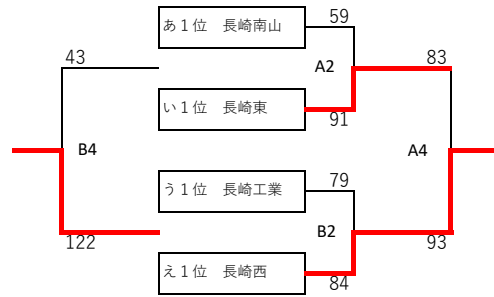 59
あ１位　長崎南山
43
A2
83
い１位　長崎東
91
B4
A4
79
う１位　長崎工業
B2
122
93
え１位　長崎西
84